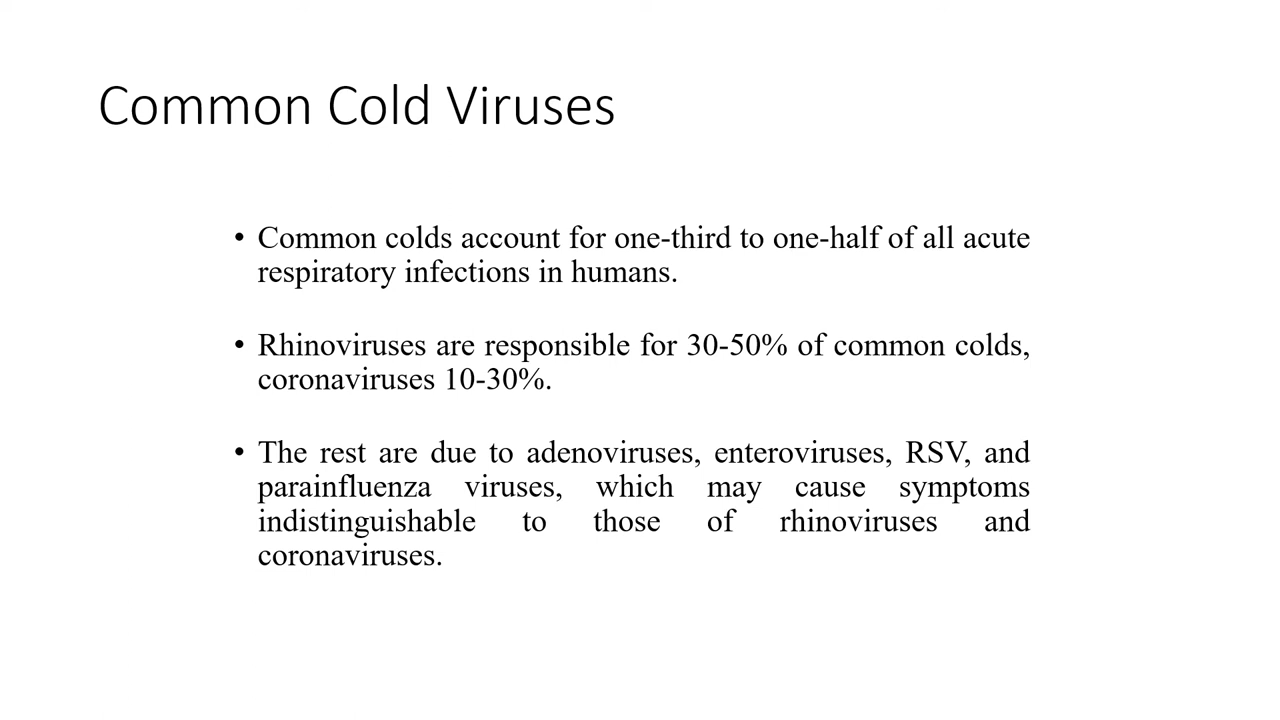 Common Cold Viruses
• Common colds account for one-third to one-half of all acute
respiratory infections in humans.
• Rhinoviruses are responsible for 30-50% of common colds,
coronaviruses 10-30%.
• The rest are due to adenoviruses, enteroviruses, RSV, and
parainfluenza viruses, which may cause symptoms
indistinguishable to those of rhinoviruses and
coronaviruses.